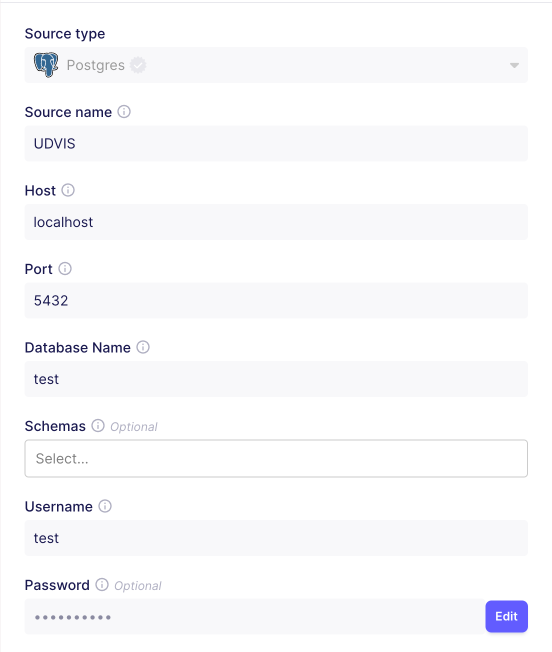 Source type
Postgres
Source name
UDVIS
Host
localhost
Port
5432
Database Name
test
Schemas Optional
Select...
Username
test
Password Optional
••••••••••
Edit